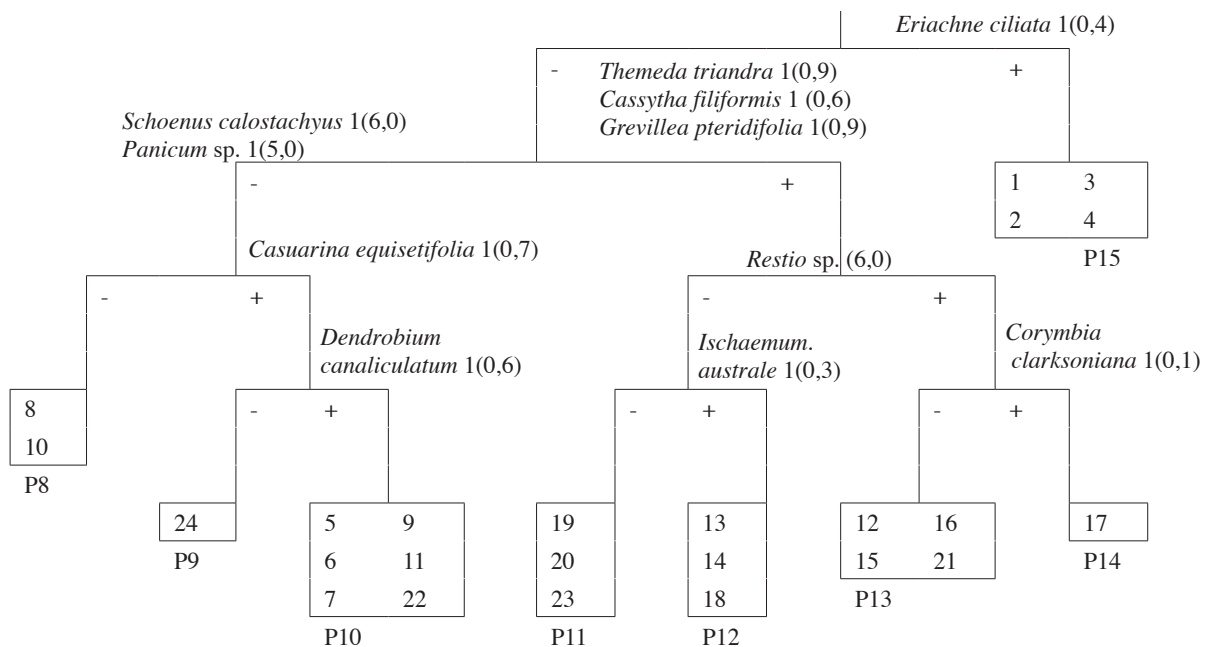 Eriachne ciliata 1(0,4)
- Themeda triandra 1(0,9) +
Cassytha filiformis 1 (0,6)
Grevillea pteridifolia 1(0,9)
Schoenus calostachyus 1(6,0)
Panicum sp. 1(5,0)
- +
1 3
2 4
P15
Casuarina equisetifolia 1(0,7)
Restio sp. (6,0)
- + - +
Dendrobium
canaliculatum 1(0,6)
Ischaemum.
australe 1(0,3)
Corymbia
clarksoniana 1(0,1)
8
10
P8
- + - + - +
24
P9
5 9
6 11
7 22
P10
19
20
23
P11
13
14
18
P12
12 16
15 21
P13
17
P14